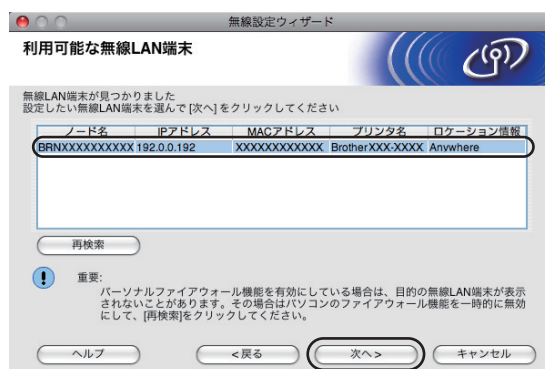 無線設定ウィザード
利用可能な無線LAN端末
無線LAN端末が見つかりました
設定したい無線LAN端末を選んで [次へ] をクリックしてください
ノード名 IPアドレス MACアドレス プリンタ名 ロケーション情報
BRNXXXXXXXXXX 192.0.0.192 XXXXXXXXXXXX BrotherXXX-XXXX Anywhere
再検索
重要:
パーソナルファイアウォール機能を有効にしている場合は、目的の無線LAN端末が表示
されないことがあります。その場合はパソコンのファイアウォール機能を一時的に無効
にして、[再検索]をクリックしてください。
ヘルプ <戻る 次へ> キャンセル